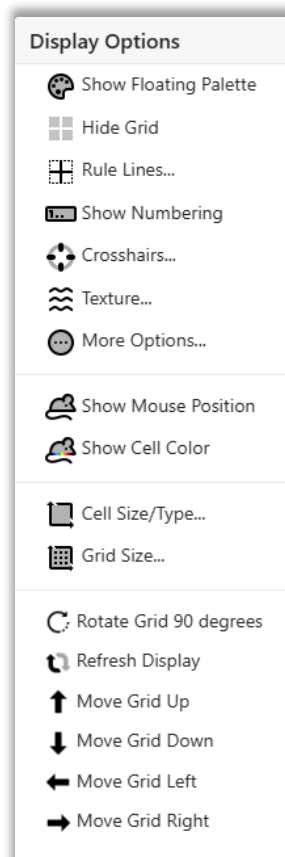 Display Options
Show Floating Palette
Hide Grid
Rule Lines...
1.. Show Numbering
Crosshairs...
Texture...
More Options...
Show Mouse Position
Show Cell Color
Cell Size/Type...
Grid Size...
Rotate Grid 90 degrees
Refresh Display
Move Grid Up
Move Grid Down
Move Grid Left
Move Grid Right